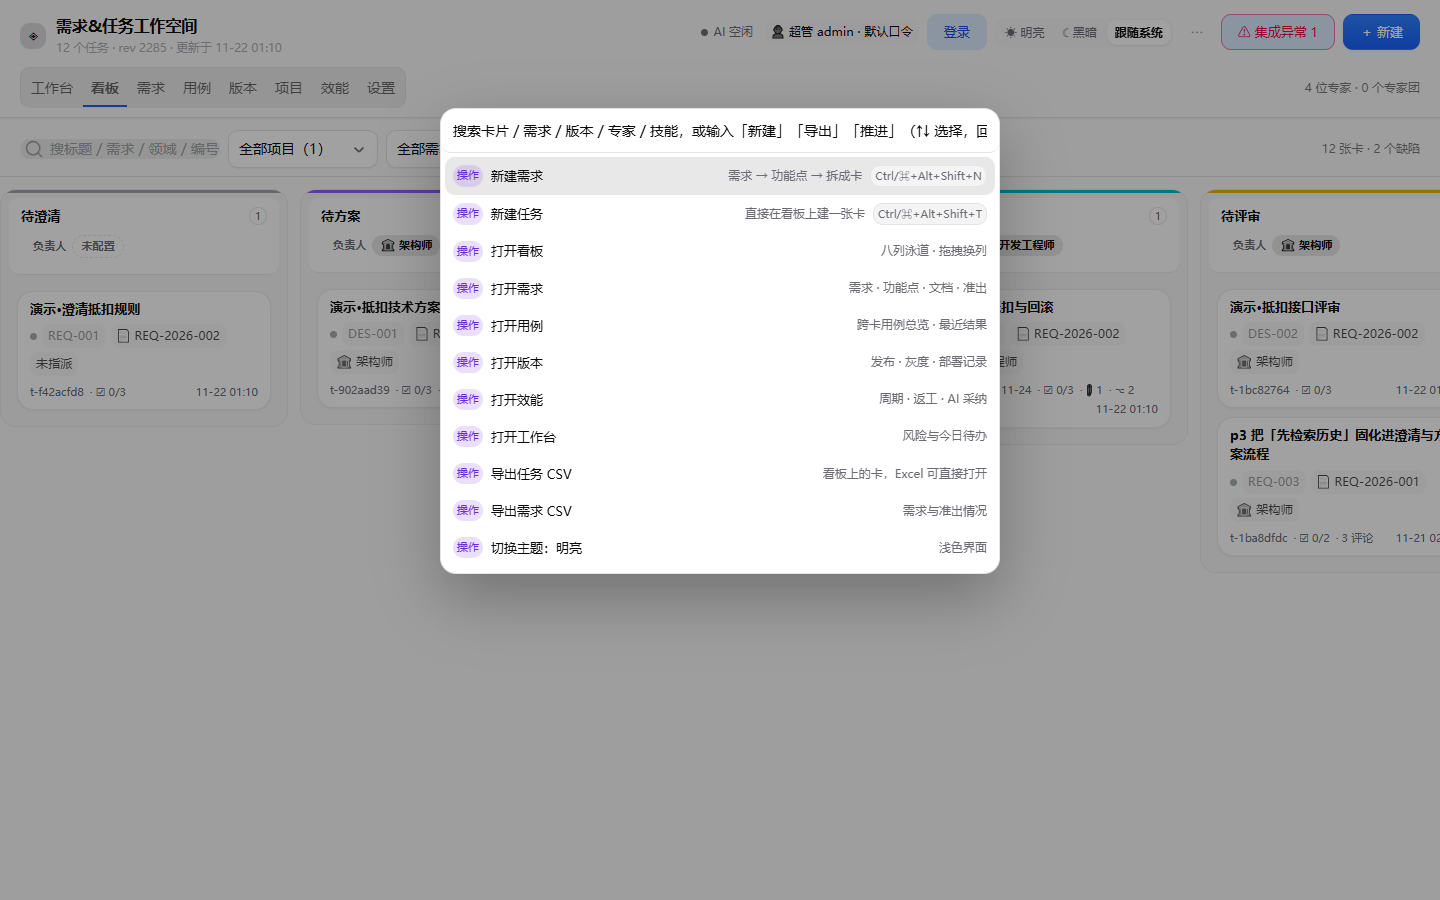 需求&任务工作空间
12 个任务 · rev 2285 · 更新于 11-22 01:10
AI 空闲
超管 admin · 默认口令
登录
明亮
黑暗
跟随系统
···
集成异常 1
+ 新建
工作台 看板 需求 用例 版本 项目 效能 设置
4 位专家 · 0 个专家团
搜标题 / 需求 / 领域 / 编号
全部项目（1）
全部需
12 张卡 · 2 个缺陷
搜索卡片 / 需求 / 版本 / 专家 / 技能，或输入「新建」「导出」「推进」（↑↓ 选择，回
操作 新建需求 需求 → 功能点 → 拆成卡 Ctrl/⌘+Alt+Shift+N
操作 新建任务 直接在看板上建一张卡 Ctrl/⌘+Alt+Shift+T
操作 打开看板 八列泳道 · 拖拽换列
操作 打开需求 需求 · 功能点 · 文档 · 准出
操作 打开用例 跨卡用例总览 · 最近结果
操作 打开版本 发布 · 灰度 · 部署记录
操作 打开效能 周期 · 返工 · AI 采纳
操作 打开工作台 风险与今日待办
操作 导出任务 CSV 看板上的卡，Excel 可直接打开
操作 导出需求 CSV 需求与准出情况
操作 切换主题：明亮 浅色界面
待澄清 1
负责人 未配置
演示·澄清抵扣规则
REQ-001 REQ-2026-002
未指派
t-f42acfd8 · ☑ 0/3 11-22 01:10
待方案
负责人 架构师
演示·抵扣技术方案
DES-001 R
架构师
t-902aad39 · ☑ 0/3 ·
1
开发工程师
扣与回滚
REQ-2026-002
程师
11-24 · ☑ 0/3 · 1 · ⌥ 2
11-22 01:10
待评审
负责人 架构师
演示·抵扣接口评审
DES-002 REQ-2026-002
架构师
t-1bc82764 · ☑ 0/3 11-22 01
p3 把「先检索历史」固化进澄清与方
案流程
REQ-003 REQ-2026-001
架构师
t-1ba8dfdc · ☑ 0/2 · 3 评论 11-21 02